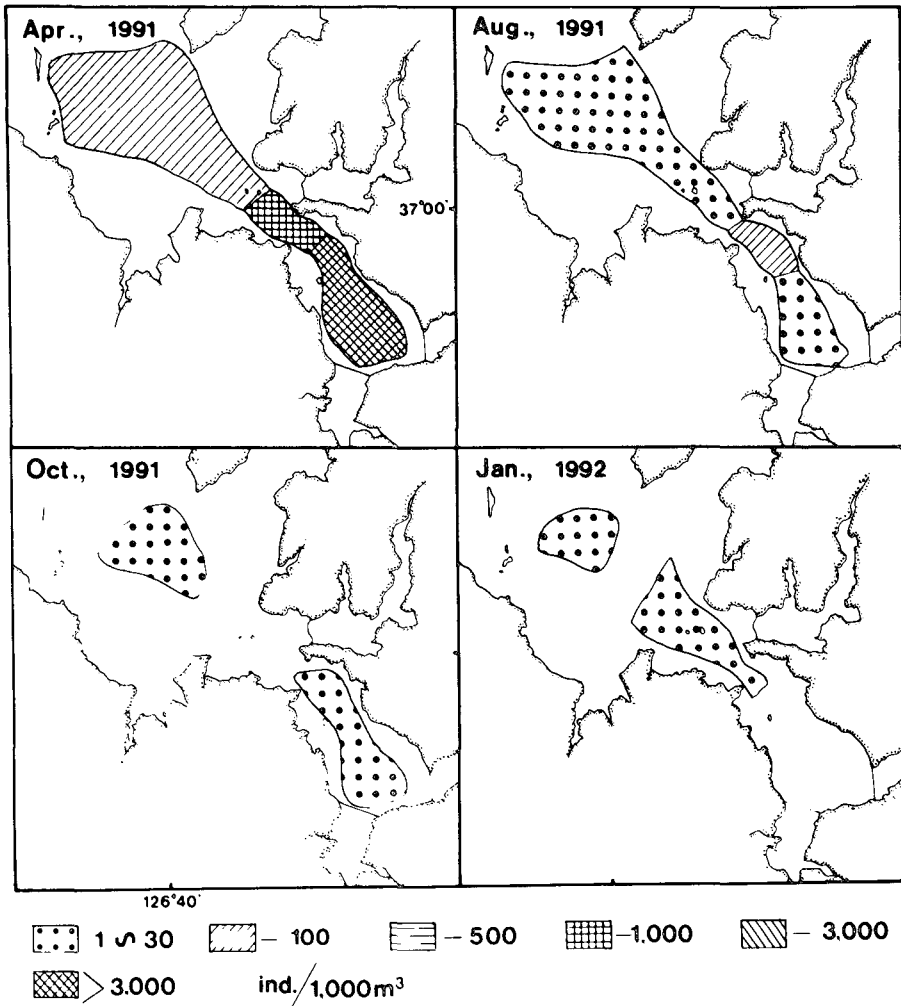 Apr., 1991
Aug., 1991
37°00′
Oct., 1991
Jan., 1992
126°40′
1 ∽ 30
– 100
– 500
– 1.000
– 3.000
> 3.000
ind./1,000m³